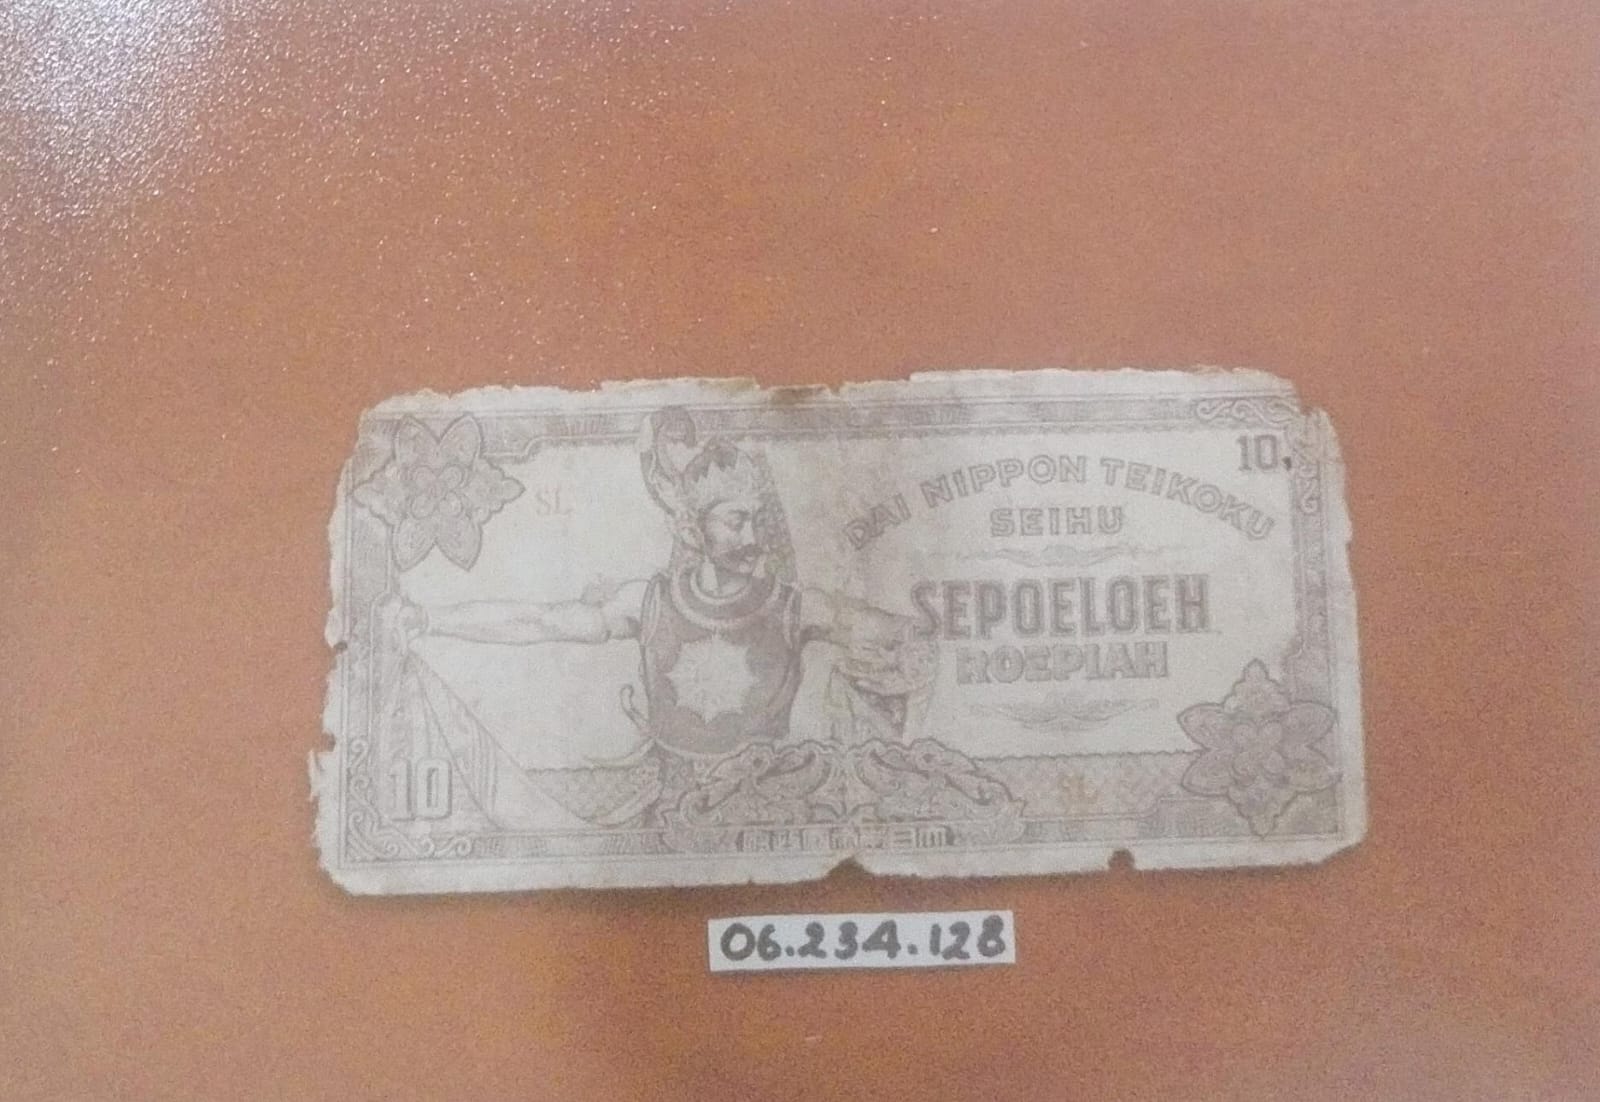 10
SL
DAI NIPPON TEIKOKU
SEIHU
SEPOELOEH
ROEPIAH
10
SL
06.234.128